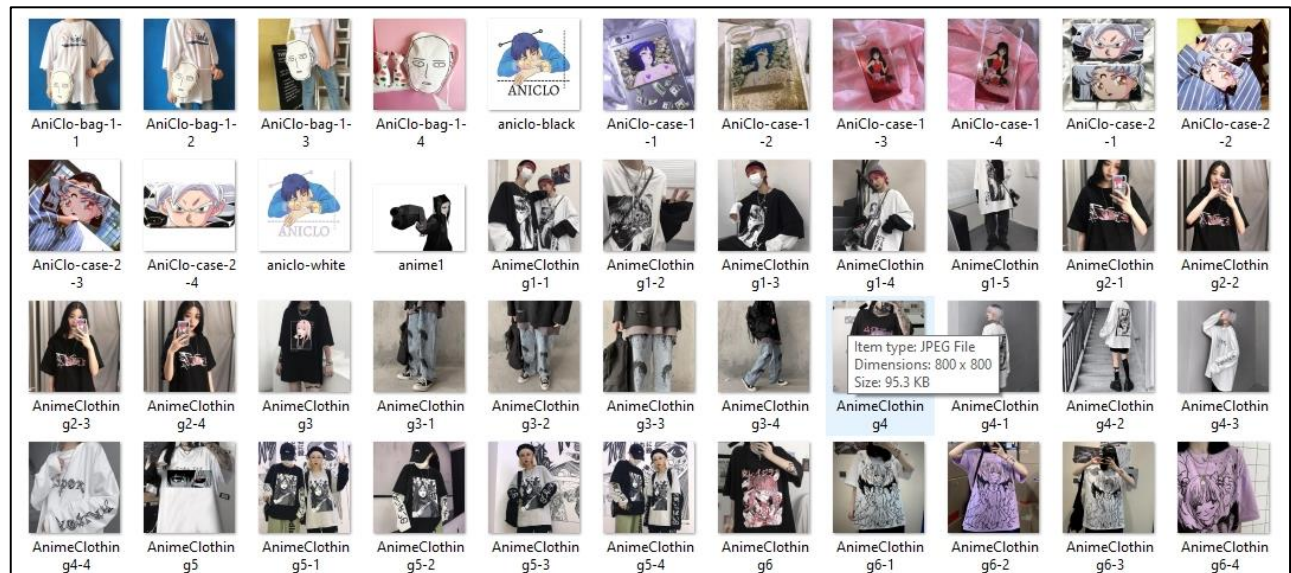 ANICLO
AniClo-bag-1-
1
AniClo-bag-1-
2
AniClo-bag-1-
3
AniClo-bag-1-
4
aniclo-black
AniClo-case-1
-1
AniClo-case-1
-2
AniClo-case-1
-3
AniClo-case-1
-4
AniClo-case-2
-1
AniClo-case-2
-2
ANICLO
AniClo-case-2
-3
AniClo-case-2
-4
aniclo-white
anime1
AnimeClothin
g1-1
AnimeClothin
g1-2
AnimeClothin
g1-3
AnimeClothin
g1-4
AnimeClothin
g1-5
AnimeClothin
g2-1
AnimeClothin
g2-2
Item type: JPEG File
Dimensions: 800 x 800
Size: 95.3 KB
AnimeClothin
g2-3
AnimeClothin
g2-4
AnimeClothin
g3
AnimeClothin
g3-1
AnimeClothin
g3-2
AnimeClothin
g3-3
AnimeClothin
g3-4
AnimeClothin
g4
AnimeClothin
g4-1
AnimeClothin
g4-2
AnimeClothin
g4-3
AnimeClothin
g4-4
AnimeClothin
g5
AnimeClothin
g5-1
AnimeClothin
g5-2
AnimeClothin
g5-3
AnimeClothin
g5-4
AnimeClothin
g6
AnimeClothin
g6-1
AnimeClothin
g6-2
AnimeClothin
g6-3
AnimeClothin
g6-4